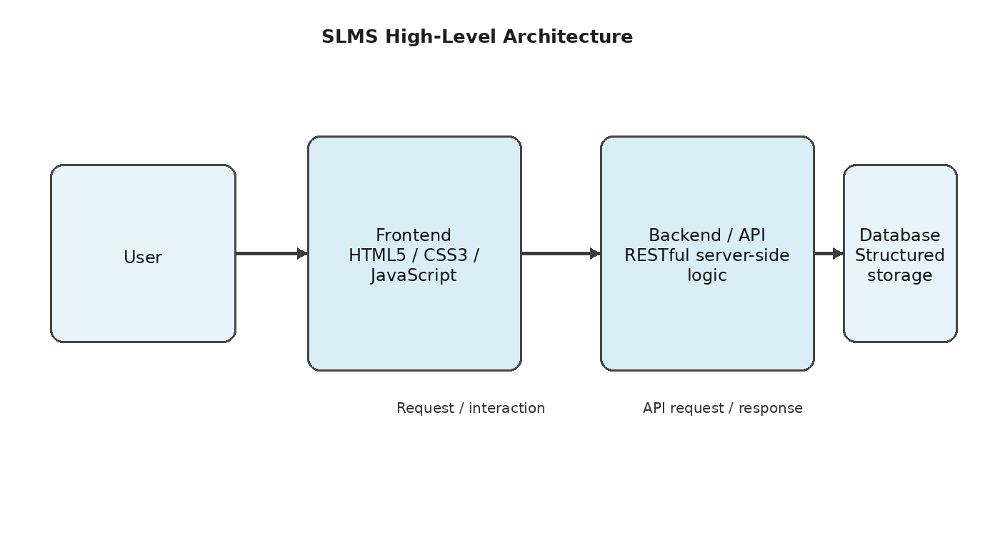 SLMS High-Level Architecture
User
Frontend
HTML5 / CSS3 /
JavaScript
Backend / API
RESTful server-side
logic
Database
Structured
storage
Request / interaction
API request / response